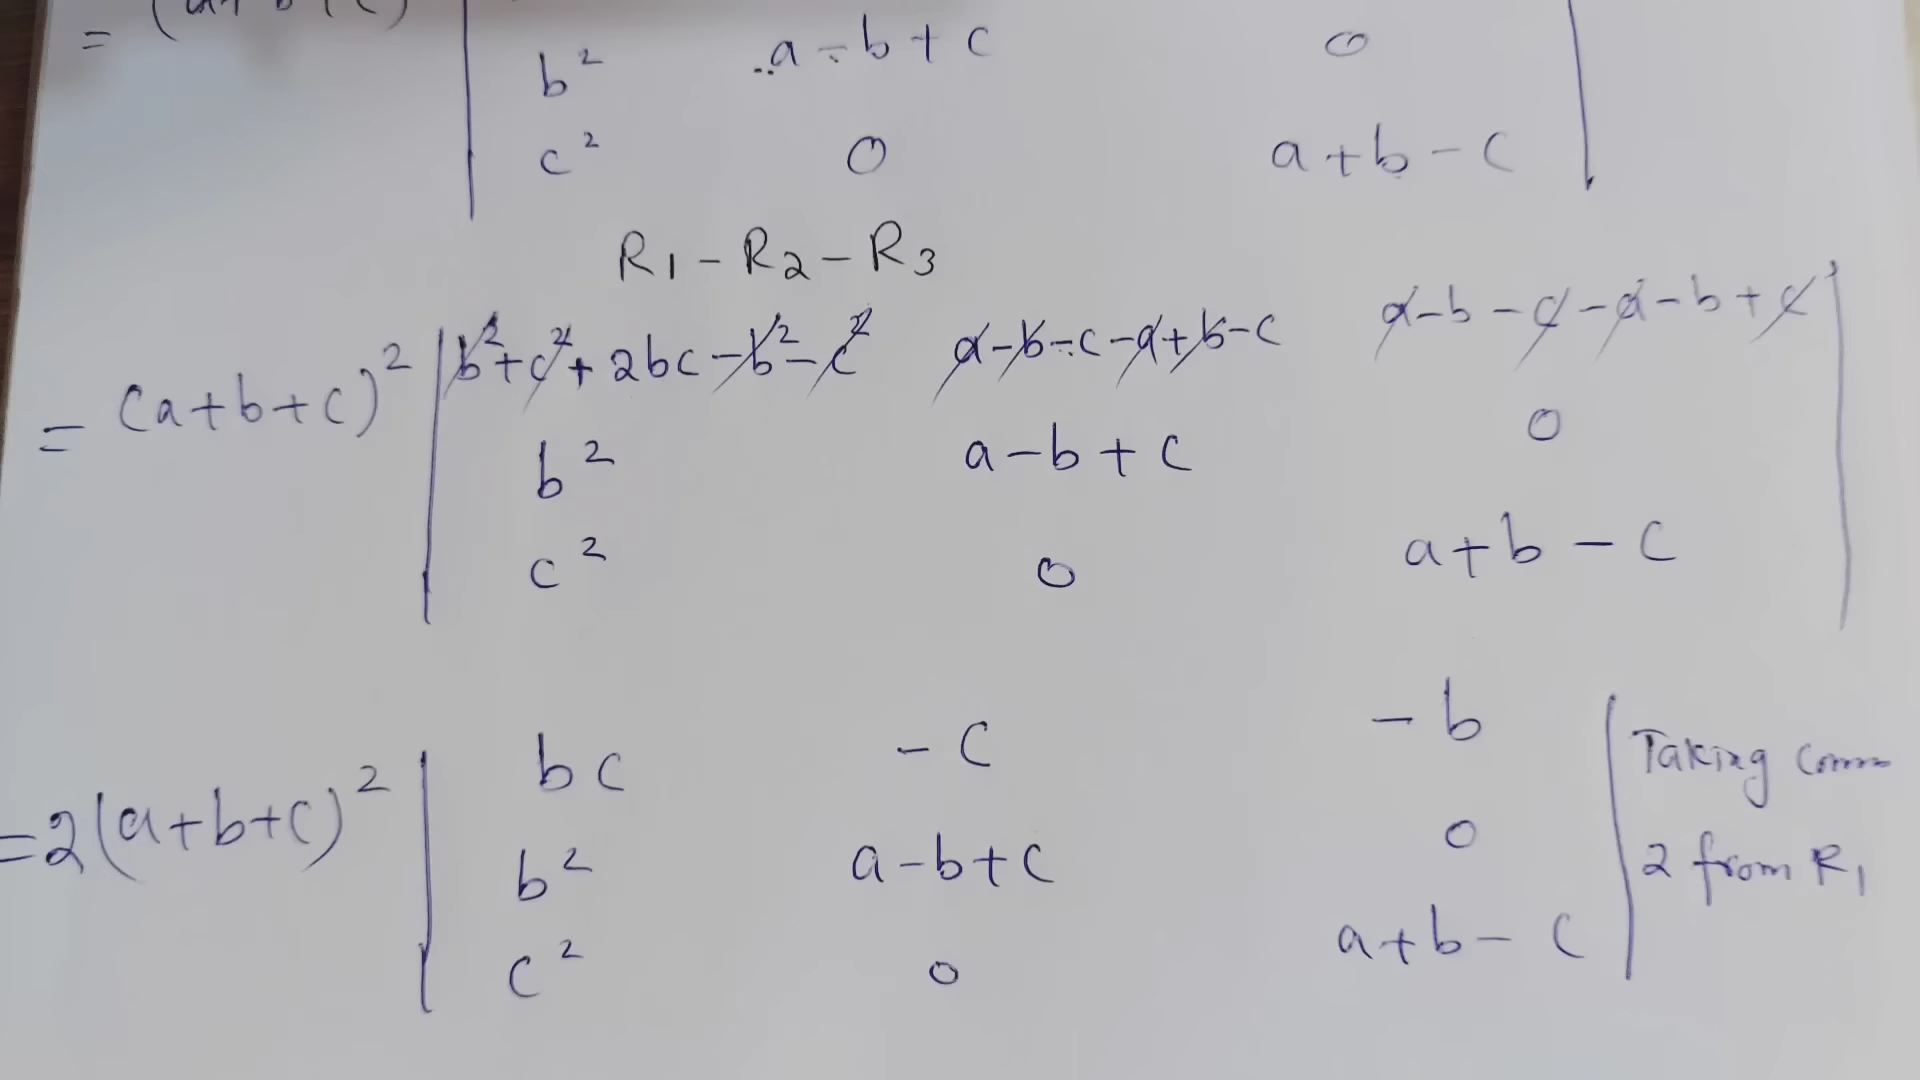 = (a+b+c)
b² a-b+c 0
c² 0 a+b-c
R₁ - R₂ - R₃
= (a+b+c)² | b²+c²+2bc-b²-c² a-b-c-a+b-c a-b-c-a-b+c |
b² a-b+c 0
c² 0 a+b-c
=2(a+b+c)² | bc -c -b | Taking
b² a-b+c 0 2 from R₁
c² 0 a+b-c